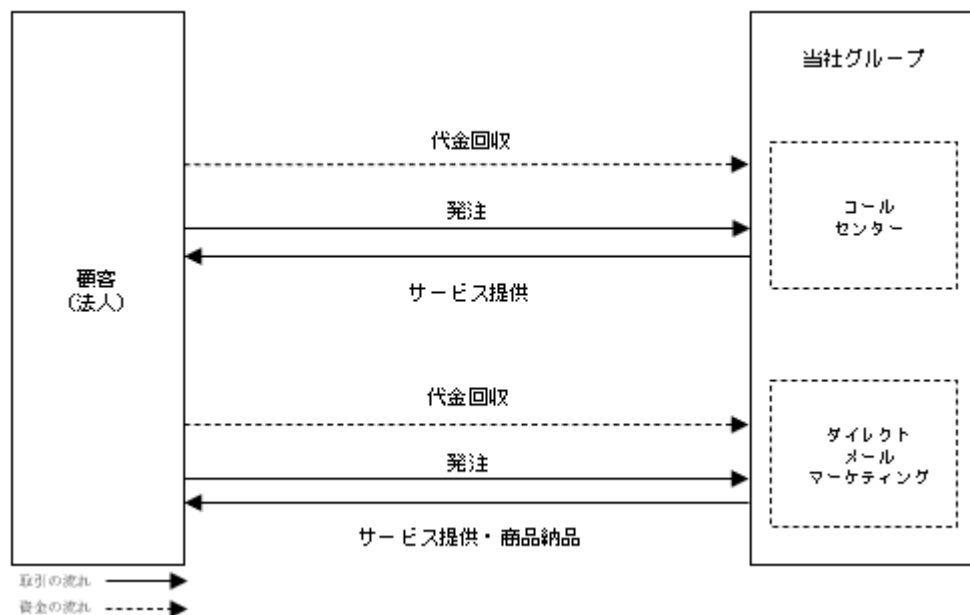 当社グループ
代金回収
発注
コール
センター
顧客
(法人)
サービス提供
代金回収
ダイレクト
メール
マーケティング
発注
サービス提供・商品納品
取引の流れ
資金の流れ